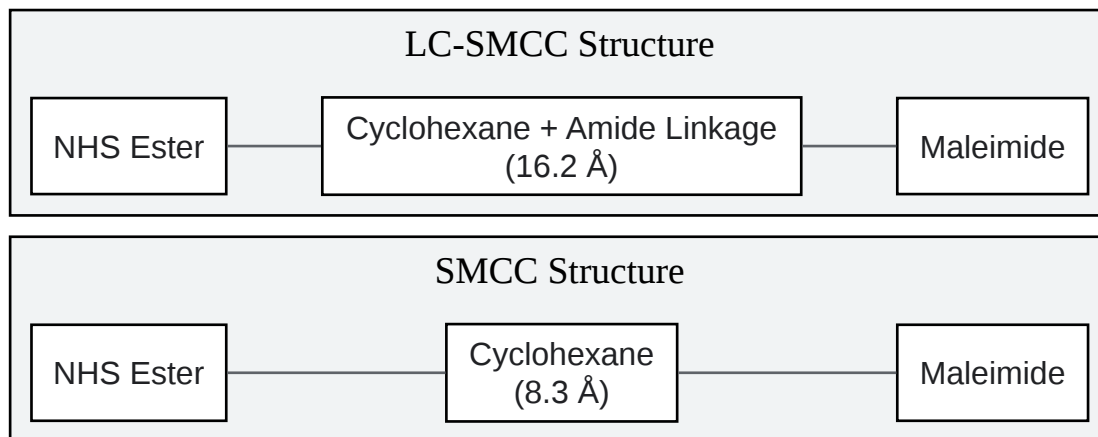 LC-SMCC Structure
NHS Ester
Cyclohexane + Amide Linkage
(16.2 Å)
Maleimide
SMCC Structure
NHS Ester
Cyclohexane
(8.3 Å)
Maleimide